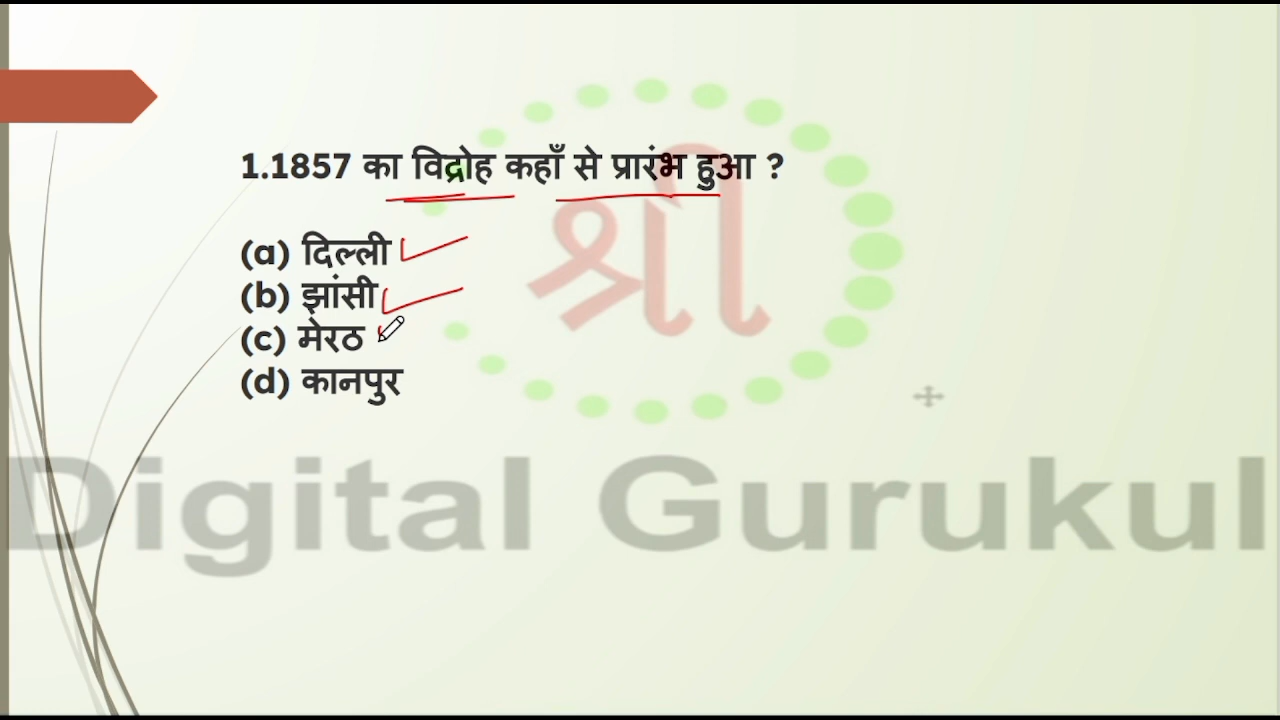 1.1857 का विद्रोह कहाँ से प्रारंभ हुआ ?
(a) दिल्ली
(b) झांसी
(c) मेरठ
(d) कानपुर
श्री
Digital Gurukul